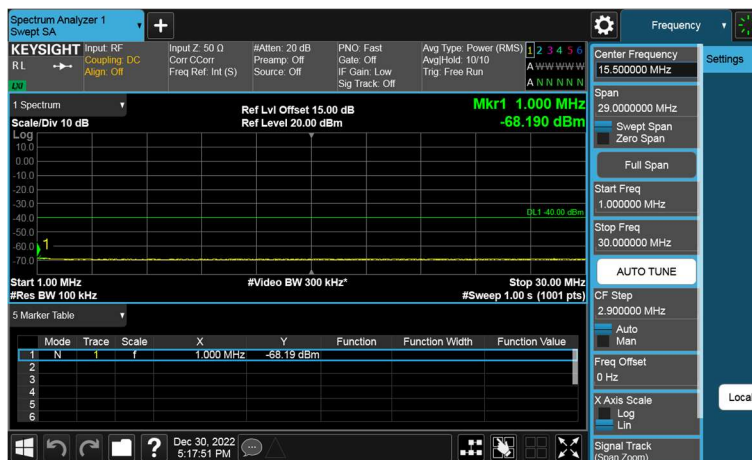 Spectrum Analyzer 1
Swept SA
Frequency
KEYSIGHT
RL
LXI
Input: RF
Coupling: DC
Align: Off
Input Z: 50 Ω
Corr CCorr
Freq Ref: Int (S)
#Atten: 20 dB
Preamp: Off
Source: Off
PNO: Fast
Gate: Off
IF Gain: Low
Sig Track: Off
Avg Type: Power (RMS)
Avg|Hold: 10/10
Trig: Free Run
1 2 3 4 5 6
A W W W W W
A N N N N N
1 Spectrum
Scale/Div 10 dB
Ref Lvl Offset 15.00 dB
Ref Level 20.00 dBm
Mkr1 1.000 MHz
-68.190 dBm
Log
10.0
0.00
-10.0
-20.0
-30.0
-40.0
-50.0
-60.0
-70.0
DL1 -40.00 dBm
1
Start 1.00 MHz
#Video BW 300 kHz*
Stop 30.00 MHz
#Res BW 100 kHz
#Sweep 1.00 s (1001 pts)
5 Marker Table
Mode Trace Scale X Y Function Function Width Function Value
1 N 1 f 1.000 MHz -68.19 dBm
2
3
4
5
6
Dec 30, 2022
5:17:51 PM
Center Frequency
15.500000 MHz
Settings
Span
29.0000000 MHz
Swept Span
Zero Span
Full Span
Start Freq
1.000000 MHz
Stop Freq
30.000000 MHz
AUTO TUNE
CF Step
2.900000 MHz
Auto
Man
Freq Offset
0 Hz
X Axis Scale
Log
Lin
Local
Signal Track
(Span Zoom)